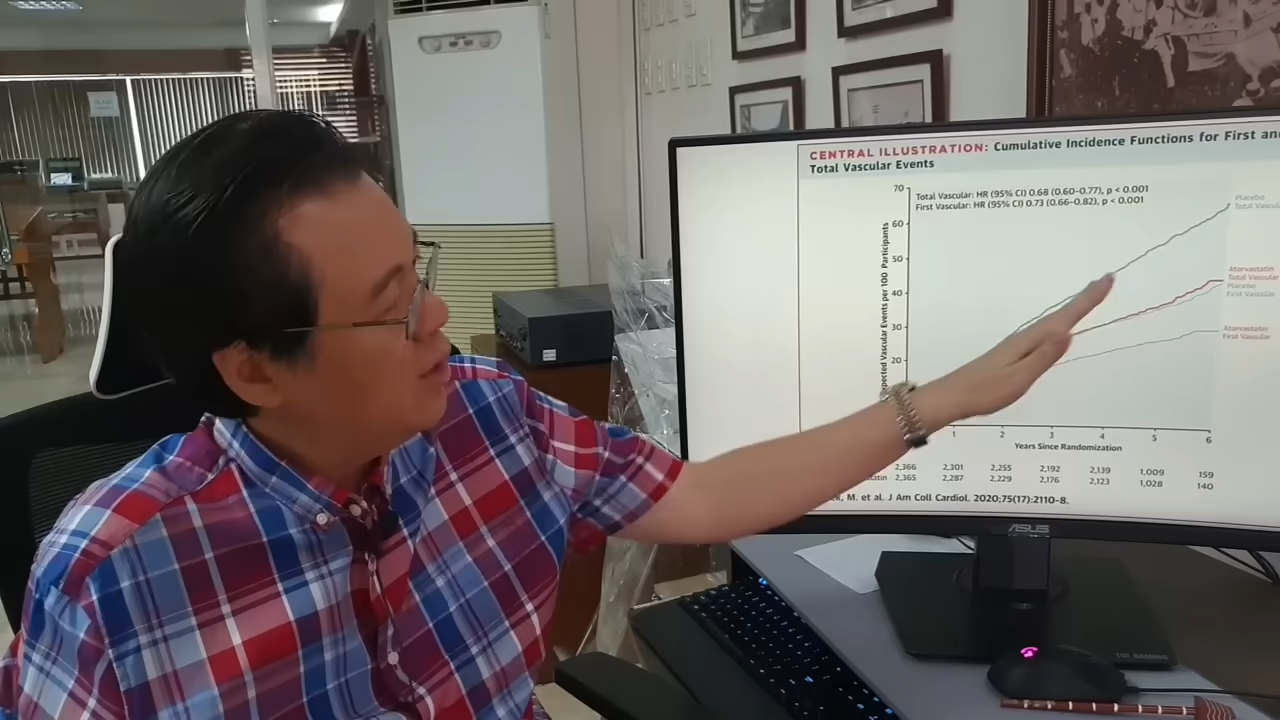 CENTRAL ILLUSTRATION: Cumulative Incidence Functions for First and
Total Vascular Events
Total Vascular: HR (95% CI) 0.68 (0.60-0.77), p < 0.001
First Vascular: HR (95% CI) 0.73 (0.66-0.82), p < 0.001
70
60
50
40
30
20
Vascular Events per 100 Participants
Placebo
Total
Atorvastatin
Total Vascular
Placebo
First Vascular
Atorvastatin
First Vascular
1 2 3 4 5 6
Years Since Randomization
2,366 2,301 2,255 2,192 2,139 1,009 159
2,365 2,287 2,229 2,176 2,123 1,028 140
M. et al. J Am Coll Cardiol. 2020;75(17):2110-8.
ASUS